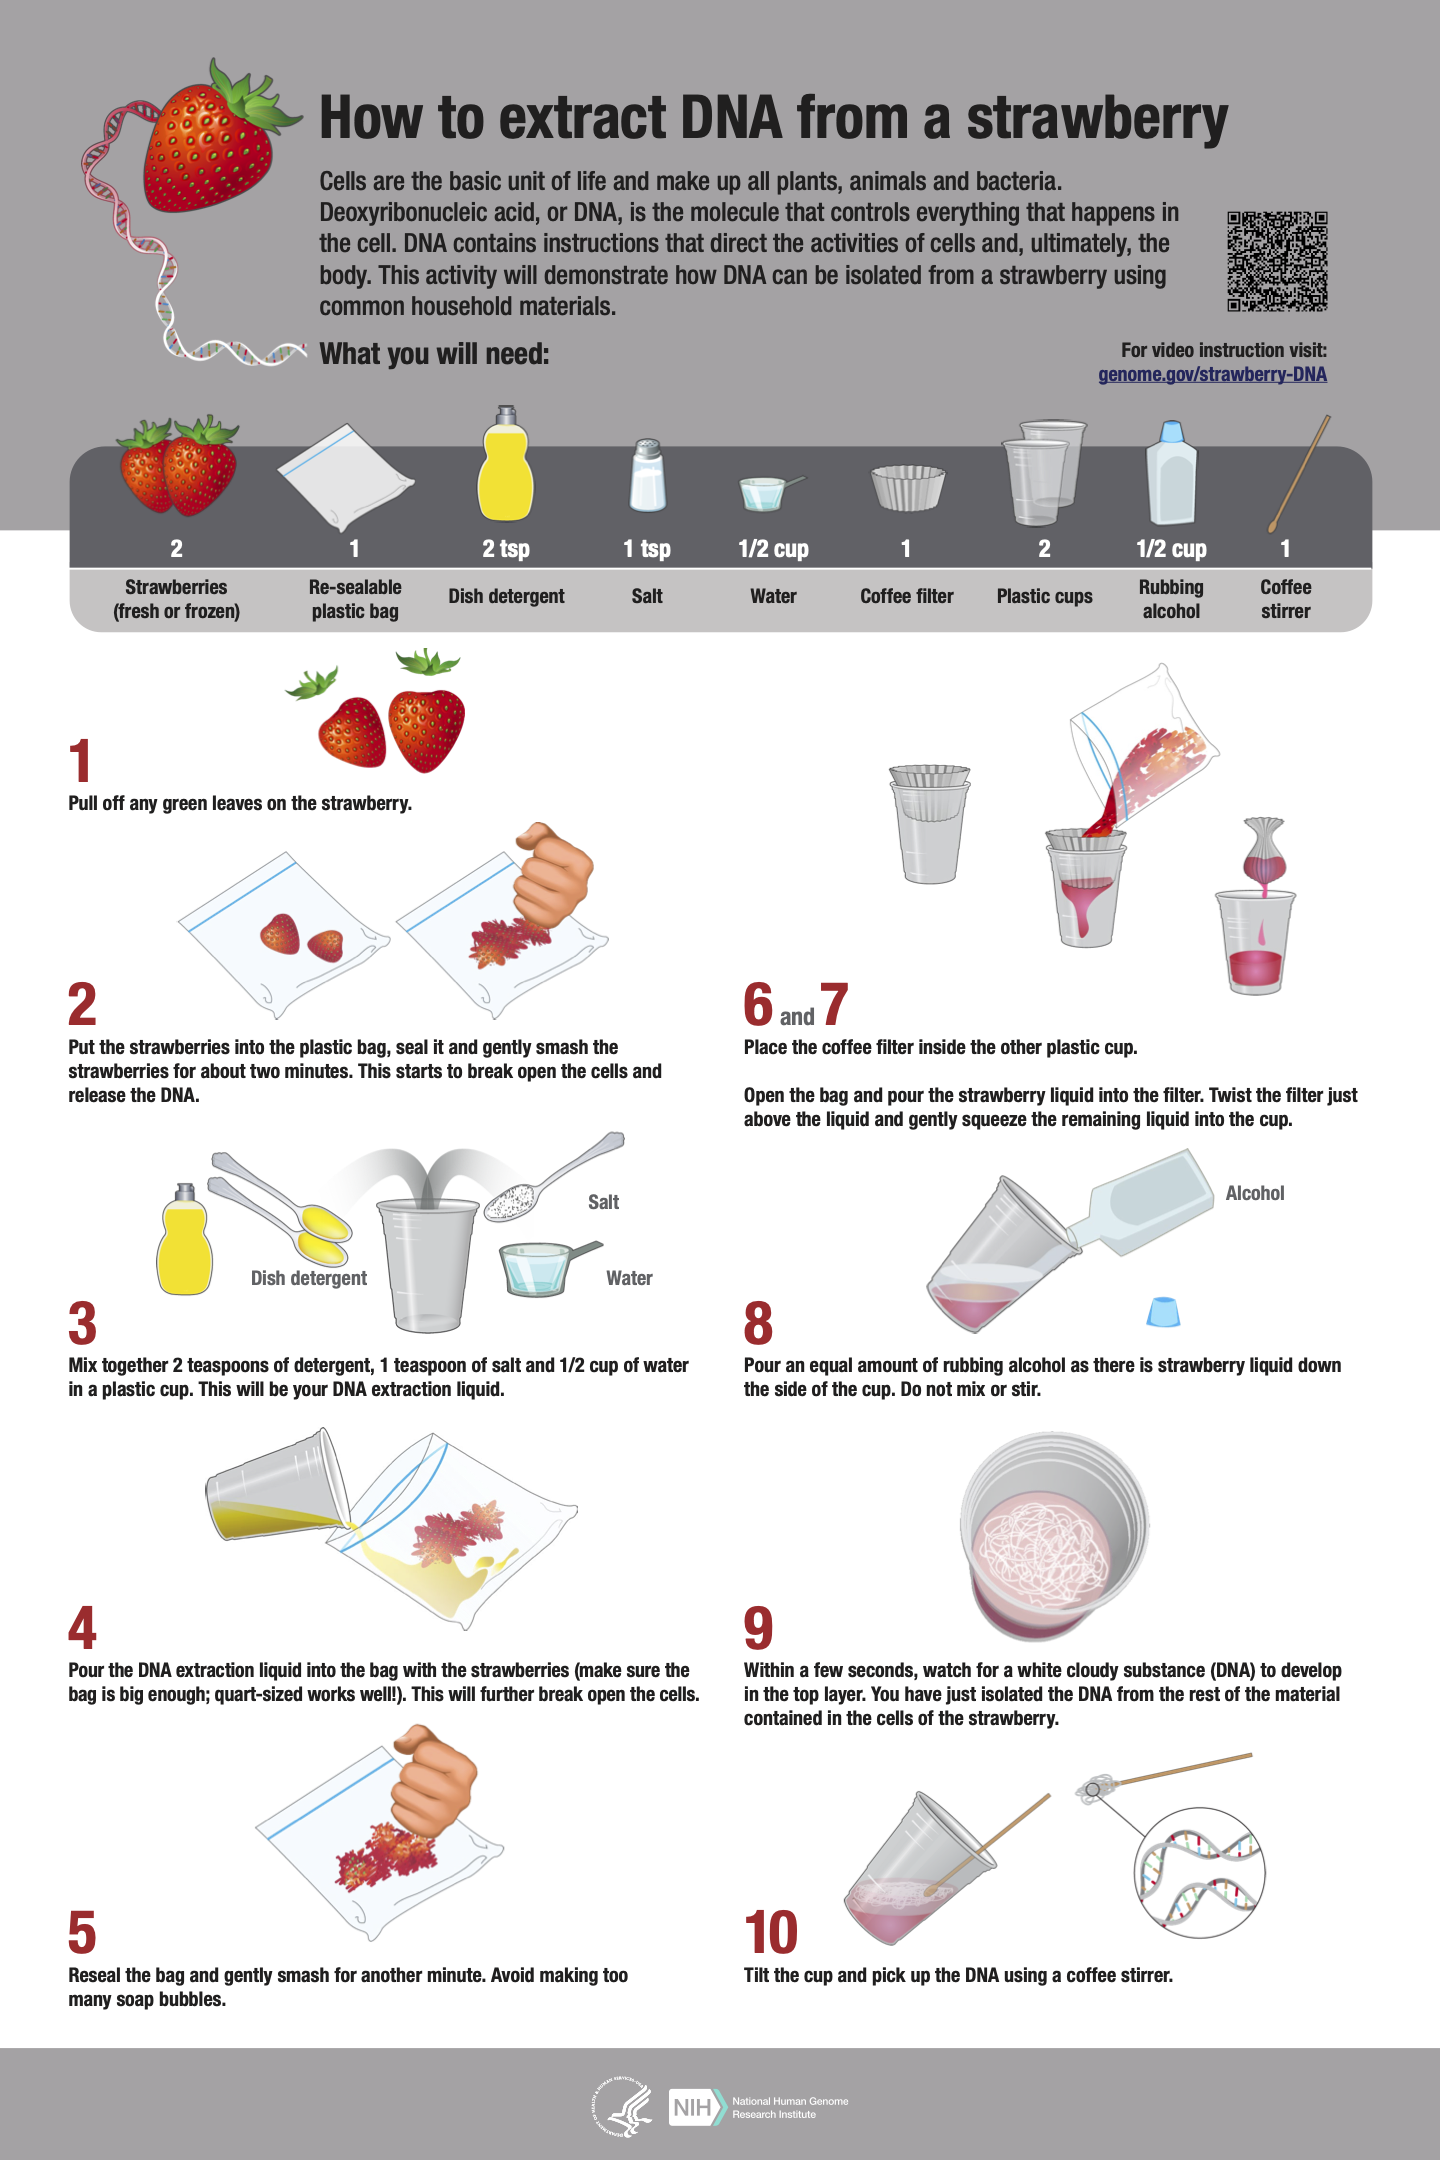 How to extract DNA from a strawberry
Cells are the basic unit of life and make up all plants, animals and bacteria.
Deoxyribonucleic acid, or DNA, is the molecule that controls everything that happens in
the cell. DNA contains instructions that direct the activities of cells and, ultimately, the
body. This activity will demonstrate how DNA can be isolated from a strawberry using
common household materials.
What you will need:
For video instruction visit:
genome.gov/strawberry-DNA
2
Strawberries
(fresh or frozen)
1
Re-sealable
plastic bag
2 tsp
Dish detergent
1 tsp
Salt
1/2 cup
Water
1
Coffee filter
2
Plastic cups
1/2 cup
Rubbing
alcohol
1
Coffee
stirrer
1
Pull off any green leaves on the strawberry.
2
Put the strawberries into the plastic bag, seal it and gently smash the
strawberries for about two minutes. This starts to break open the cells and
release the DNA.
Salt
Dish detergent
Water
3
Mix together 2 teaspoons of detergent, 1 teaspoon of salt and 1/2 cup of water
in a plastic cup. This will be your DNA extraction liquid.
4
Pour the DNA extraction liquid into the bag with the strawberries (make sure the
bag is big enough; quart-sized works well!). This will further break open the cells.
5
Reseal the bag and gently smash for another minute. Avoid making too
many soap bubbles.
6 and 7
Place the coffee filter inside the other plastic cup.
Open the bag and pour the strawberry liquid into the filter. Twist the filter just
above the liquid and gently squeeze the remaining liquid into the cup.
Alcohol
8
Pour an equal amount of rubbing alcohol as there is strawberry liquid down
the side of the cup. Do not mix or stir.
9
Within a few seconds, watch for a white cloudy substance (DNA) to develop
in the top layer. You have just isolated the DNA from the rest of the material
contained in the cells of the strawberry.
10
Tilt the cup and pick up the DNA using a coffee stirrer.
DEPARTMENT OF HEALTH & HUMAN SERVICES • USA
NIH
National Human Genome
Research Institute